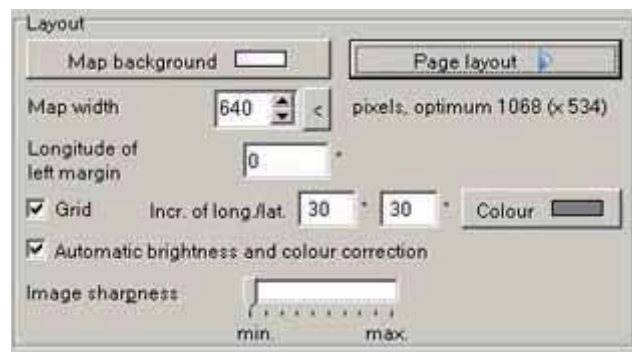 Layout
Map background Page layout
Map width 640 < pixels, optimum 1068 (x 534)
Longitude of
left margin 0 °
Grid Incr. of long./lat. 30 ° 30 ° Colour
Automatic brightness and colour correction
Image sharpness
min. max.